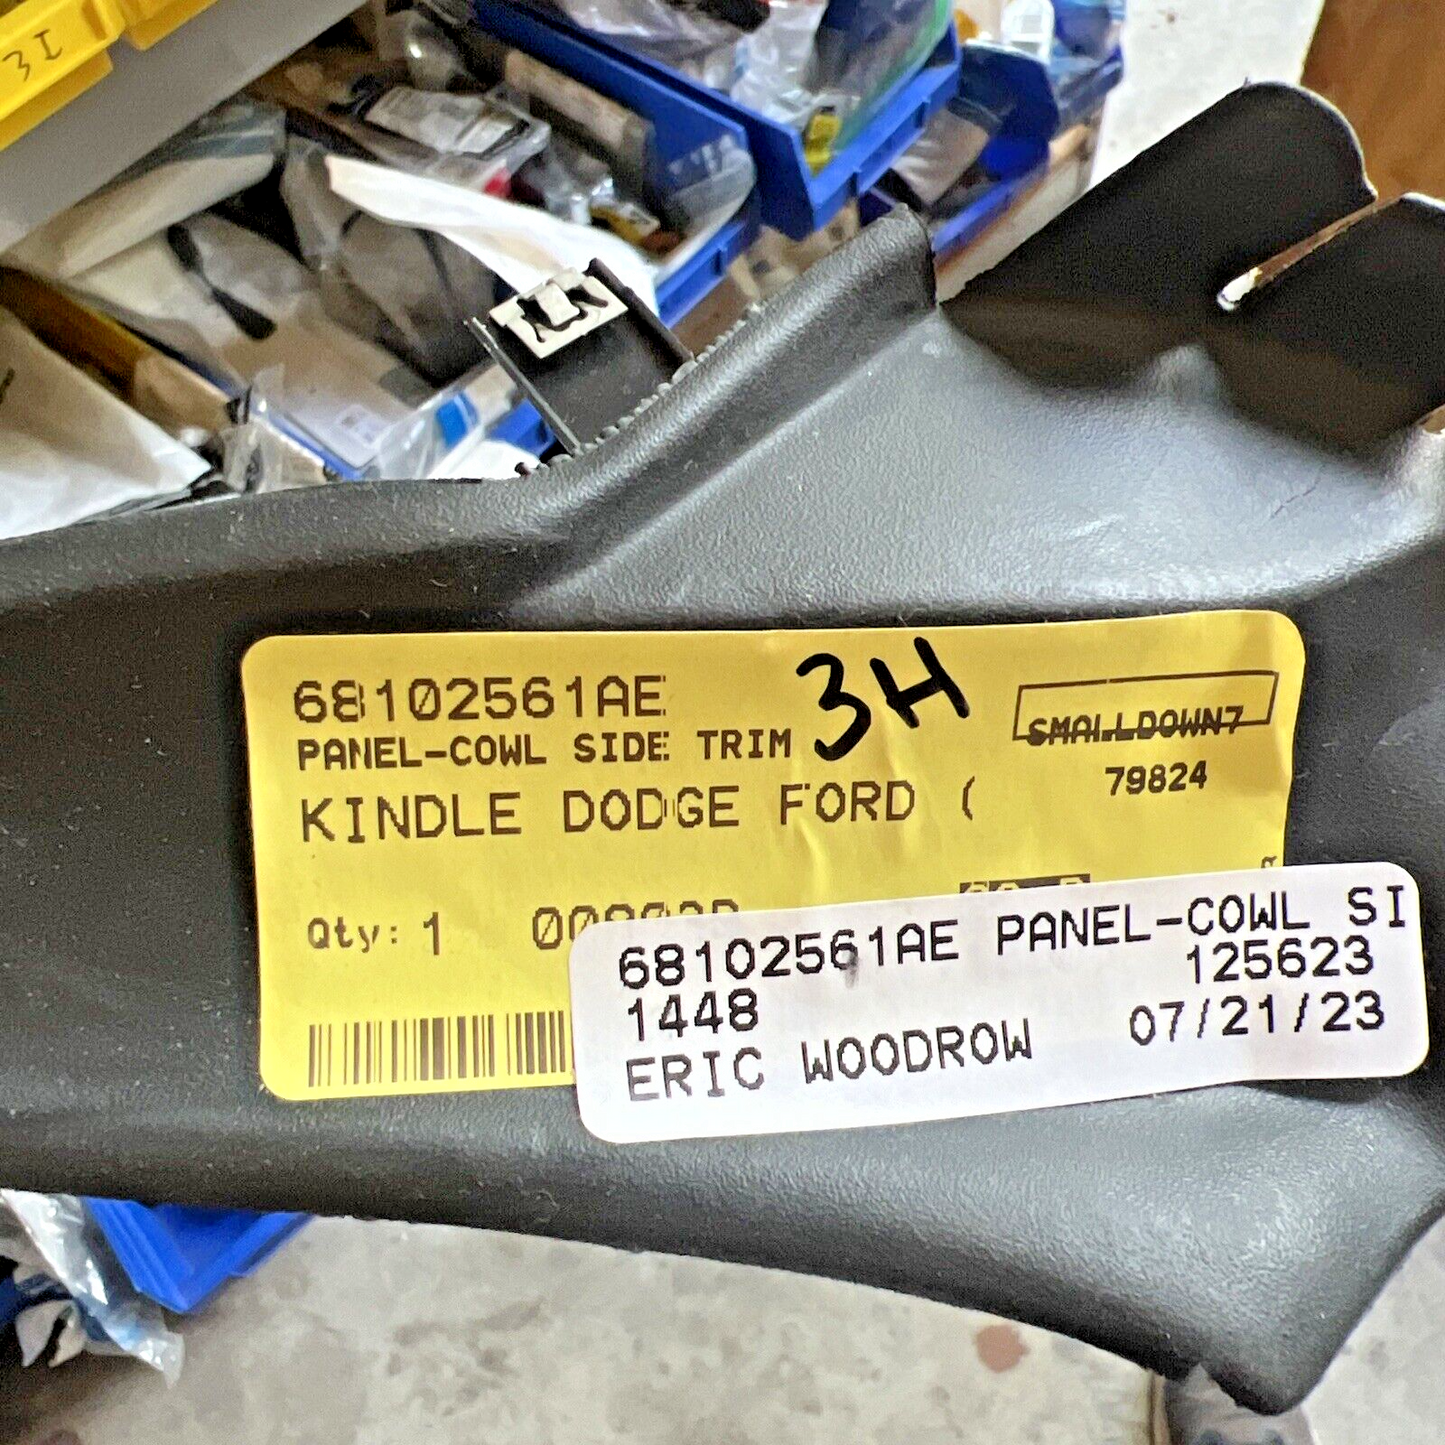 3I
68102561AE
3H
SMALLDOWN7
PANEL-COWL SIDE TRIM
79824
KINDLE DODGE FORD (
Qty: 1
68102561AE PANEL-COWL SI
125623
1448
07/21/23
ERIC WOODROW